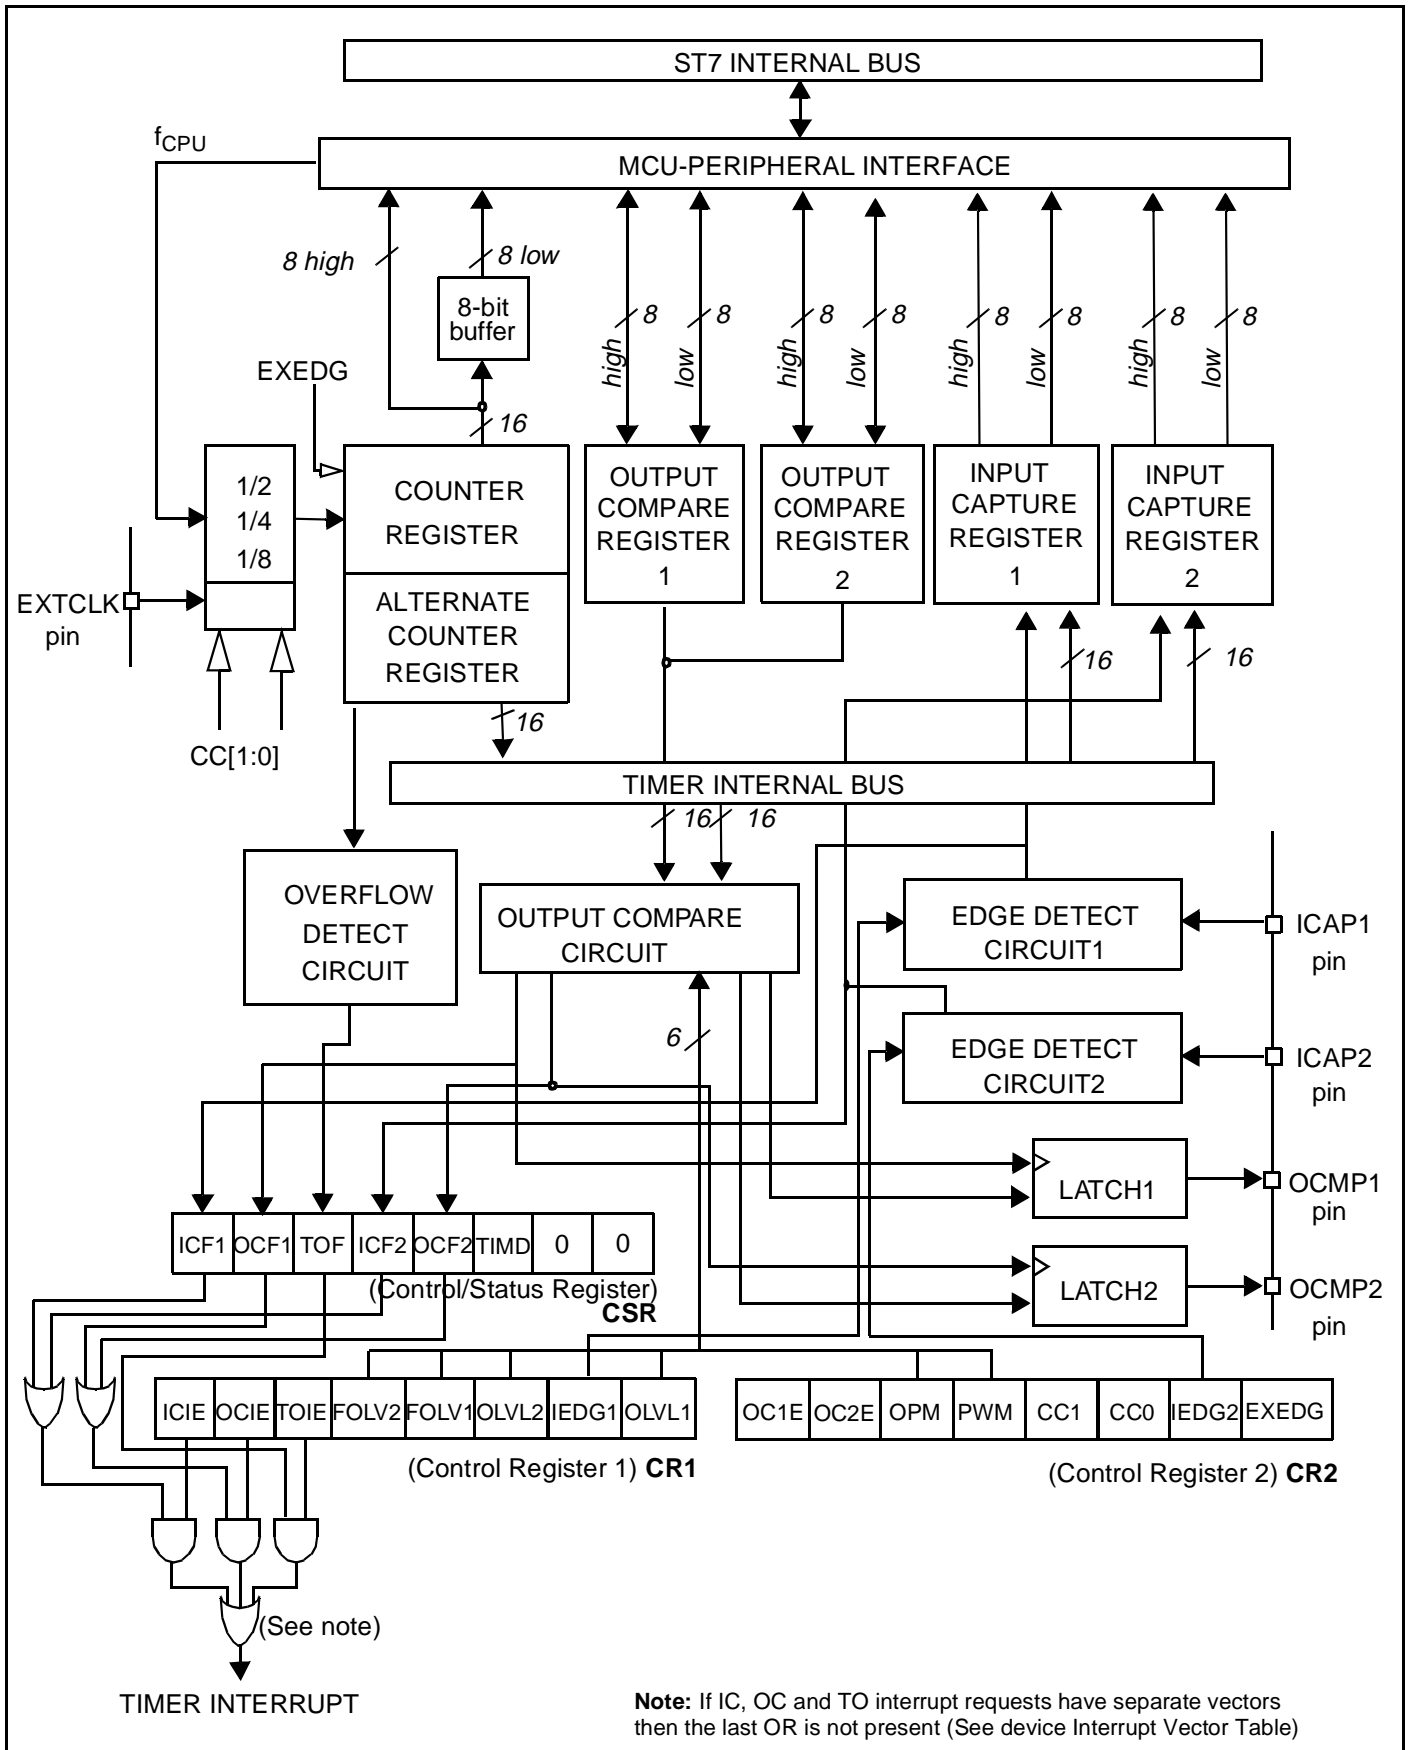 ST7 INTERNAL BUS
fCPU
MCU-PERIPHERAL INTERFACE
8 high
8 low
8-bit
buffer
8
8
8
8
8
8
8
8
high
low
high
low
high
low
high
low
EXEDG
16
1/2
1/4
1/8
COUNTER
REGISTER
OUTPUT
COMPARE
REGISTER
1
OUTPUT
COMPARE
REGISTER
2
INPUT
CAPTURE
REGISTER
1
INPUT
CAPTURE
REGISTER
2
EXTCLK
pin
ALTERNATE
COUNTER
REGISTER
16
16
16
CC[1:0]
TIMER INTERNAL BUS
16
16
OVERFLOW
DETECT
CIRCUIT
OUTPUT COMPARE
CIRCUIT
EDGE DETECT
CIRCUIT1
ICAP1
pin
6
EDGE DETECT
CIRCUIT2
ICAP2
pin
LATCH1
OCMP1
pin
ICF1 OCF1 TOF ICF2 OCF2 TIMD 0 0
(Control/Status Register)
CSR
LATCH2
OCMP2
pin
ICIE OCIE TOIE FOLV2 FOLV1 OLVL2 IEDG1 OLVL1
OC1E OC2E OPM PWM CC1 CC0 IEDG2 EXEDG
(Control Register 1) CR1
(Control Register 2) CR2
(See note)
TIMER INTERRUPT
Note: If IC, OC and TO interrupt requests have separate vectors
then the last OR is not present (See device Interrupt Vector Table)